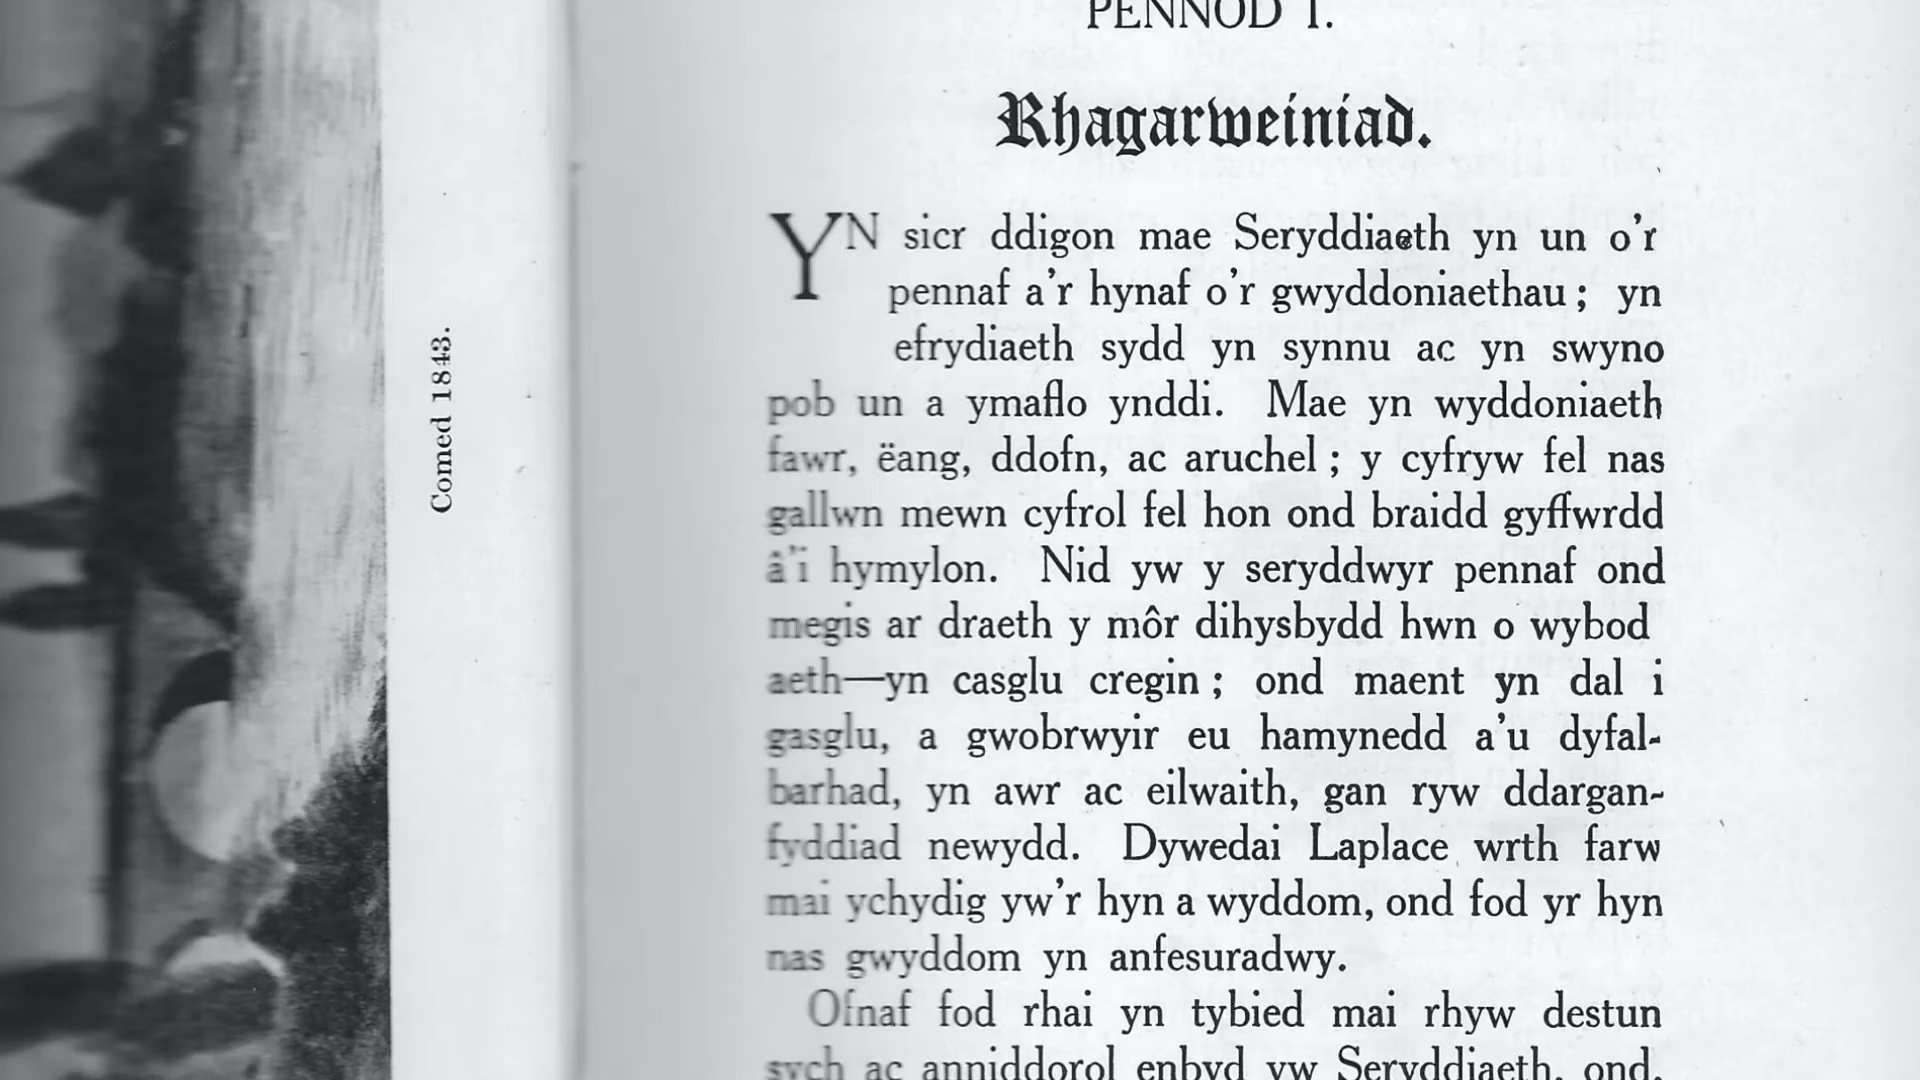 Comed 1843.
PENNOD 1.
Rhagarweiniad.
YN sicr ddigon mae Seryddiaeth yn un o'r
pennaf a'r hynaf o'r gwyddoniaethau; yn
efrydiaeth sydd yn synnu ac yn swyno
pob un a ymaflo ynddi. Mae yn wyddoniaeth
fawr, ëang, ddofn, ac aruchel; y cyfryw fel nas
gallwn mewn cyfrol fel hon ond braidd gyffwrdd
â'i hymylon. Nid yw y seryddwyr pennaf ond
megis ar draeth y môr dihysbydd hwn o wybod
aeth—yn casglu cregin; ond maent yn dal i
gasglu, a gwobrwyir eu hamynedd a'u dyfal-
barhad, yn awr ac eilwaith, gan ryw ddargan-
fyddiad newydd. Dywedai Laplace wrth farw
mai ychydig yw'r hyn a wyddom, ond fod yr hyn
nas gwyddom yn anfesuradwy.
Ofnaf fod rhai yn tybied mai rhyw destun
sych ac anniddorol enbyd yw Seryddiaeth, ond,